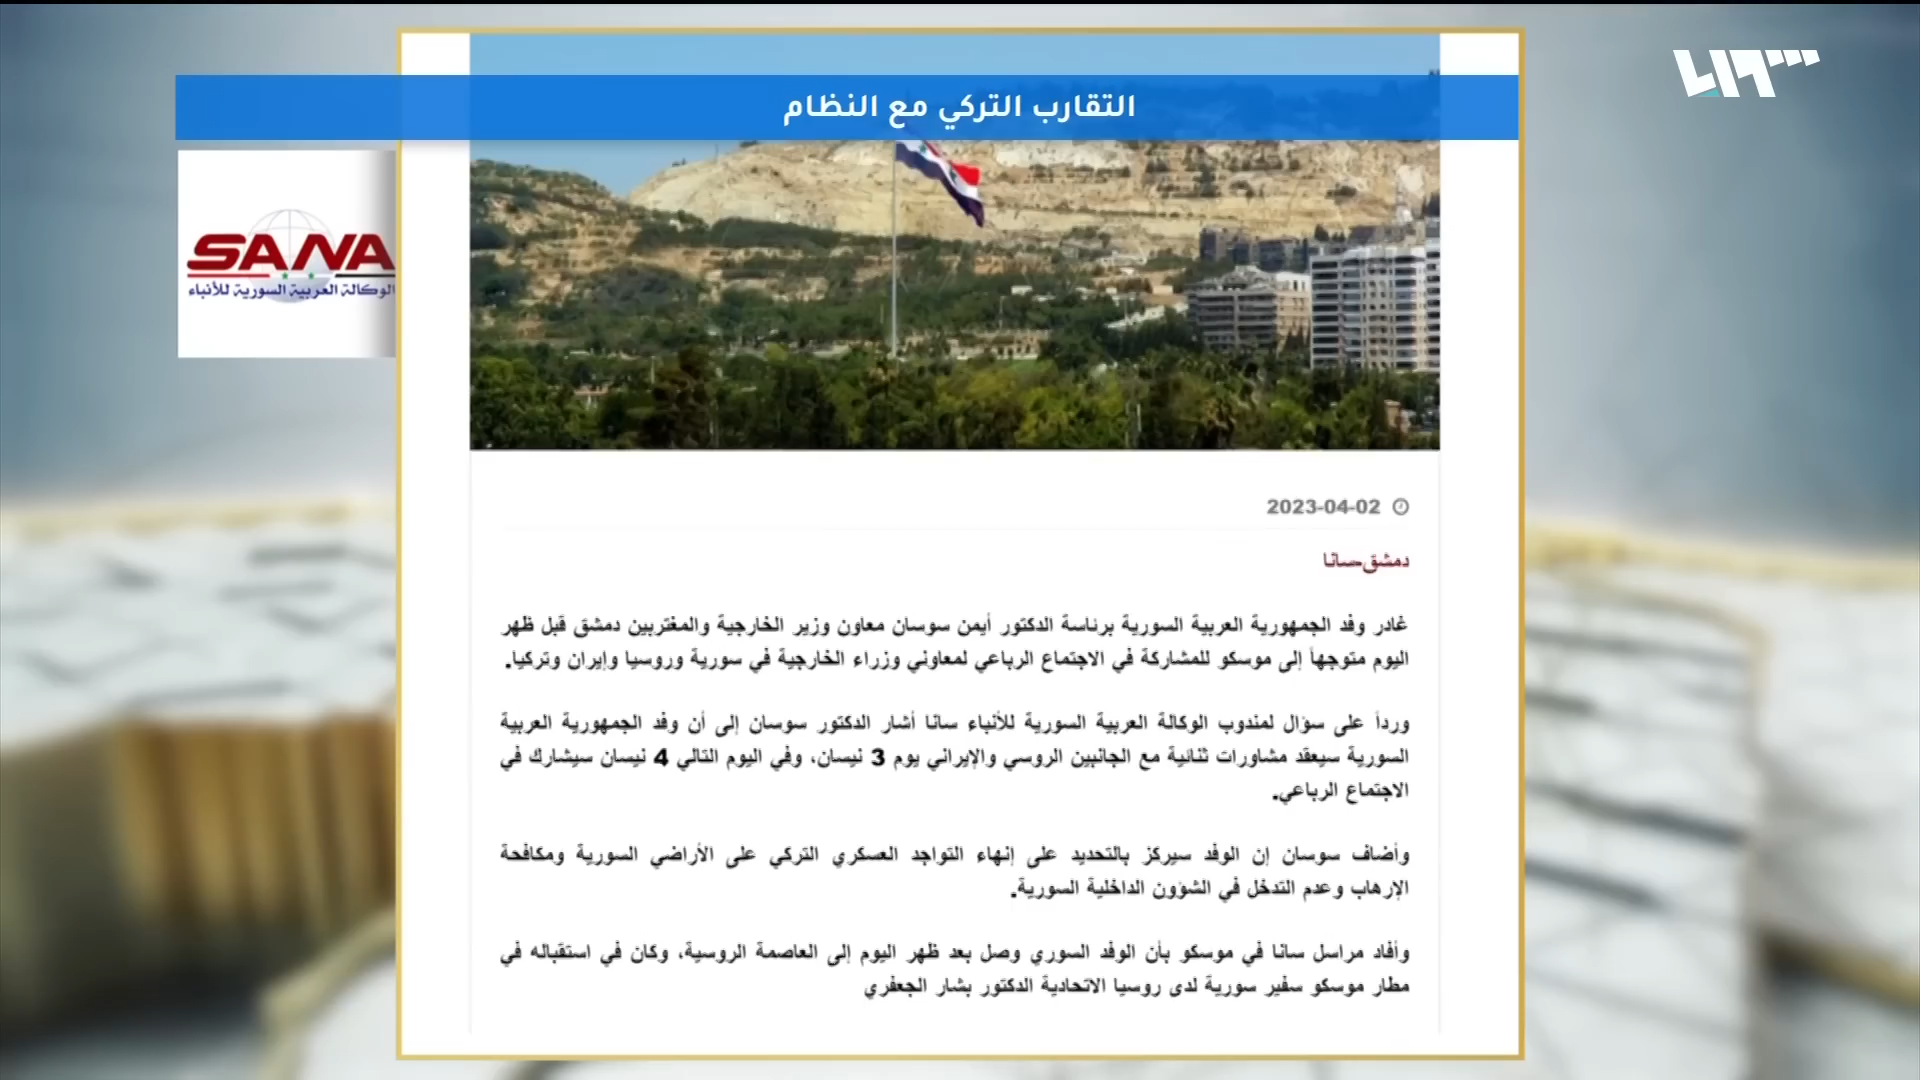 التقارب التركي مع النظام
SANA
الوكالة العربية السورية للأنباء
2023-04-02
دمشق-سانا
غادر وفد الجمهورية العربية السورية برئاسة الدكتور أيمن سوسان معاون وزير الخارجية والمغتربين دمشق قبل ظهر
اليوم متوجهاً إلى موسكو للمشاركة في الاجتماع الرباعي لمعاوني وزراء الخارجية في سورية وروسيا وإيران وتركيا.
ورداً على سؤال لمندوب الوكالة العربية السورية للأنباء سانا أشار الدكتور سوسان إلى أن وفد الجمهورية العربية
السورية سيعقد مشاورات ثنائية مع الجانبين الروسي والإيراني يوم 3 نيسان، وفي اليوم التالي 4 نيسان سيشارك في
الاجتماع الرباعي.
وأضاف سوسان إن الوفد سيركز بالتحديد على إنهاء التواجد العسكري التركي على الأراضي السورية ومكافحة
الإرهاب وعدم التدخل في الشؤون الداخلية السورية.
وأفاد مراسل سانا في موسكو بأن الوفد السوري وصل بعد ظهر اليوم إلى العاصمة الروسية، وكان في استقباله في
مطار موسكو سفير سورية لدى روسيا الاتحادية الدكتور بشار الجعفري